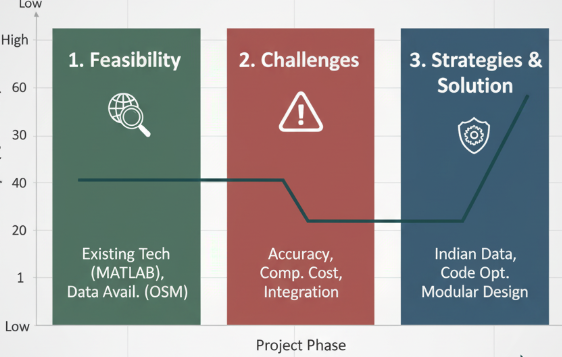 Low
High
60
30
40
20
1
Low
1. Feasibility
Existing Tech
(MATLAB),
Data Avail. (OSM)
2. Challenges
Accuracy,
Comp. Cost,
Integration
3. Strategies &
Solution
Indian Data,
Code Opt.
Modular Design
Project Phase